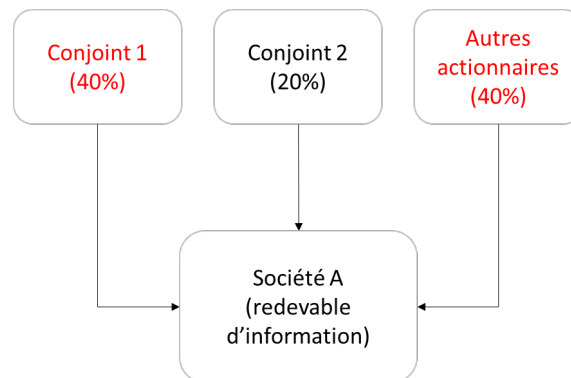 Conjoint 1
(40%)
Conjoint 2
(20%)
Autres
actionnaires
(40%)
Société A
(redevable
d'information)